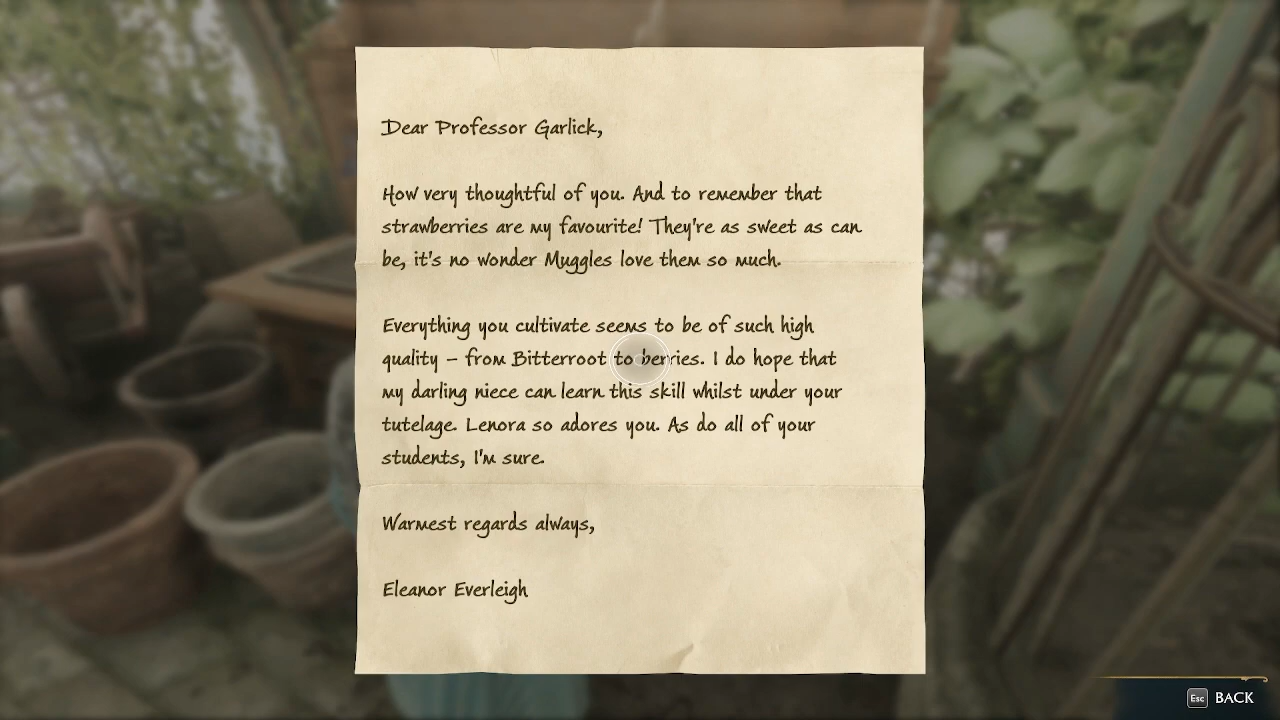 Dear Professor Garlick,
How very thoughtful of you. And to remember that
strawberries are my favourite! They're as sweet as can
be, it's no wonder Muggles love them so much.
Everything you cultivate seems to be of such high
quality – from Bitterroot to berries. I do hope that
my darling niece can learn this skill whilst under your
tutelage. Lenora so adores you. As do all of your
students, I'm sure.
Warmest regards always,
Eleanor Everleigh
Esc BACK